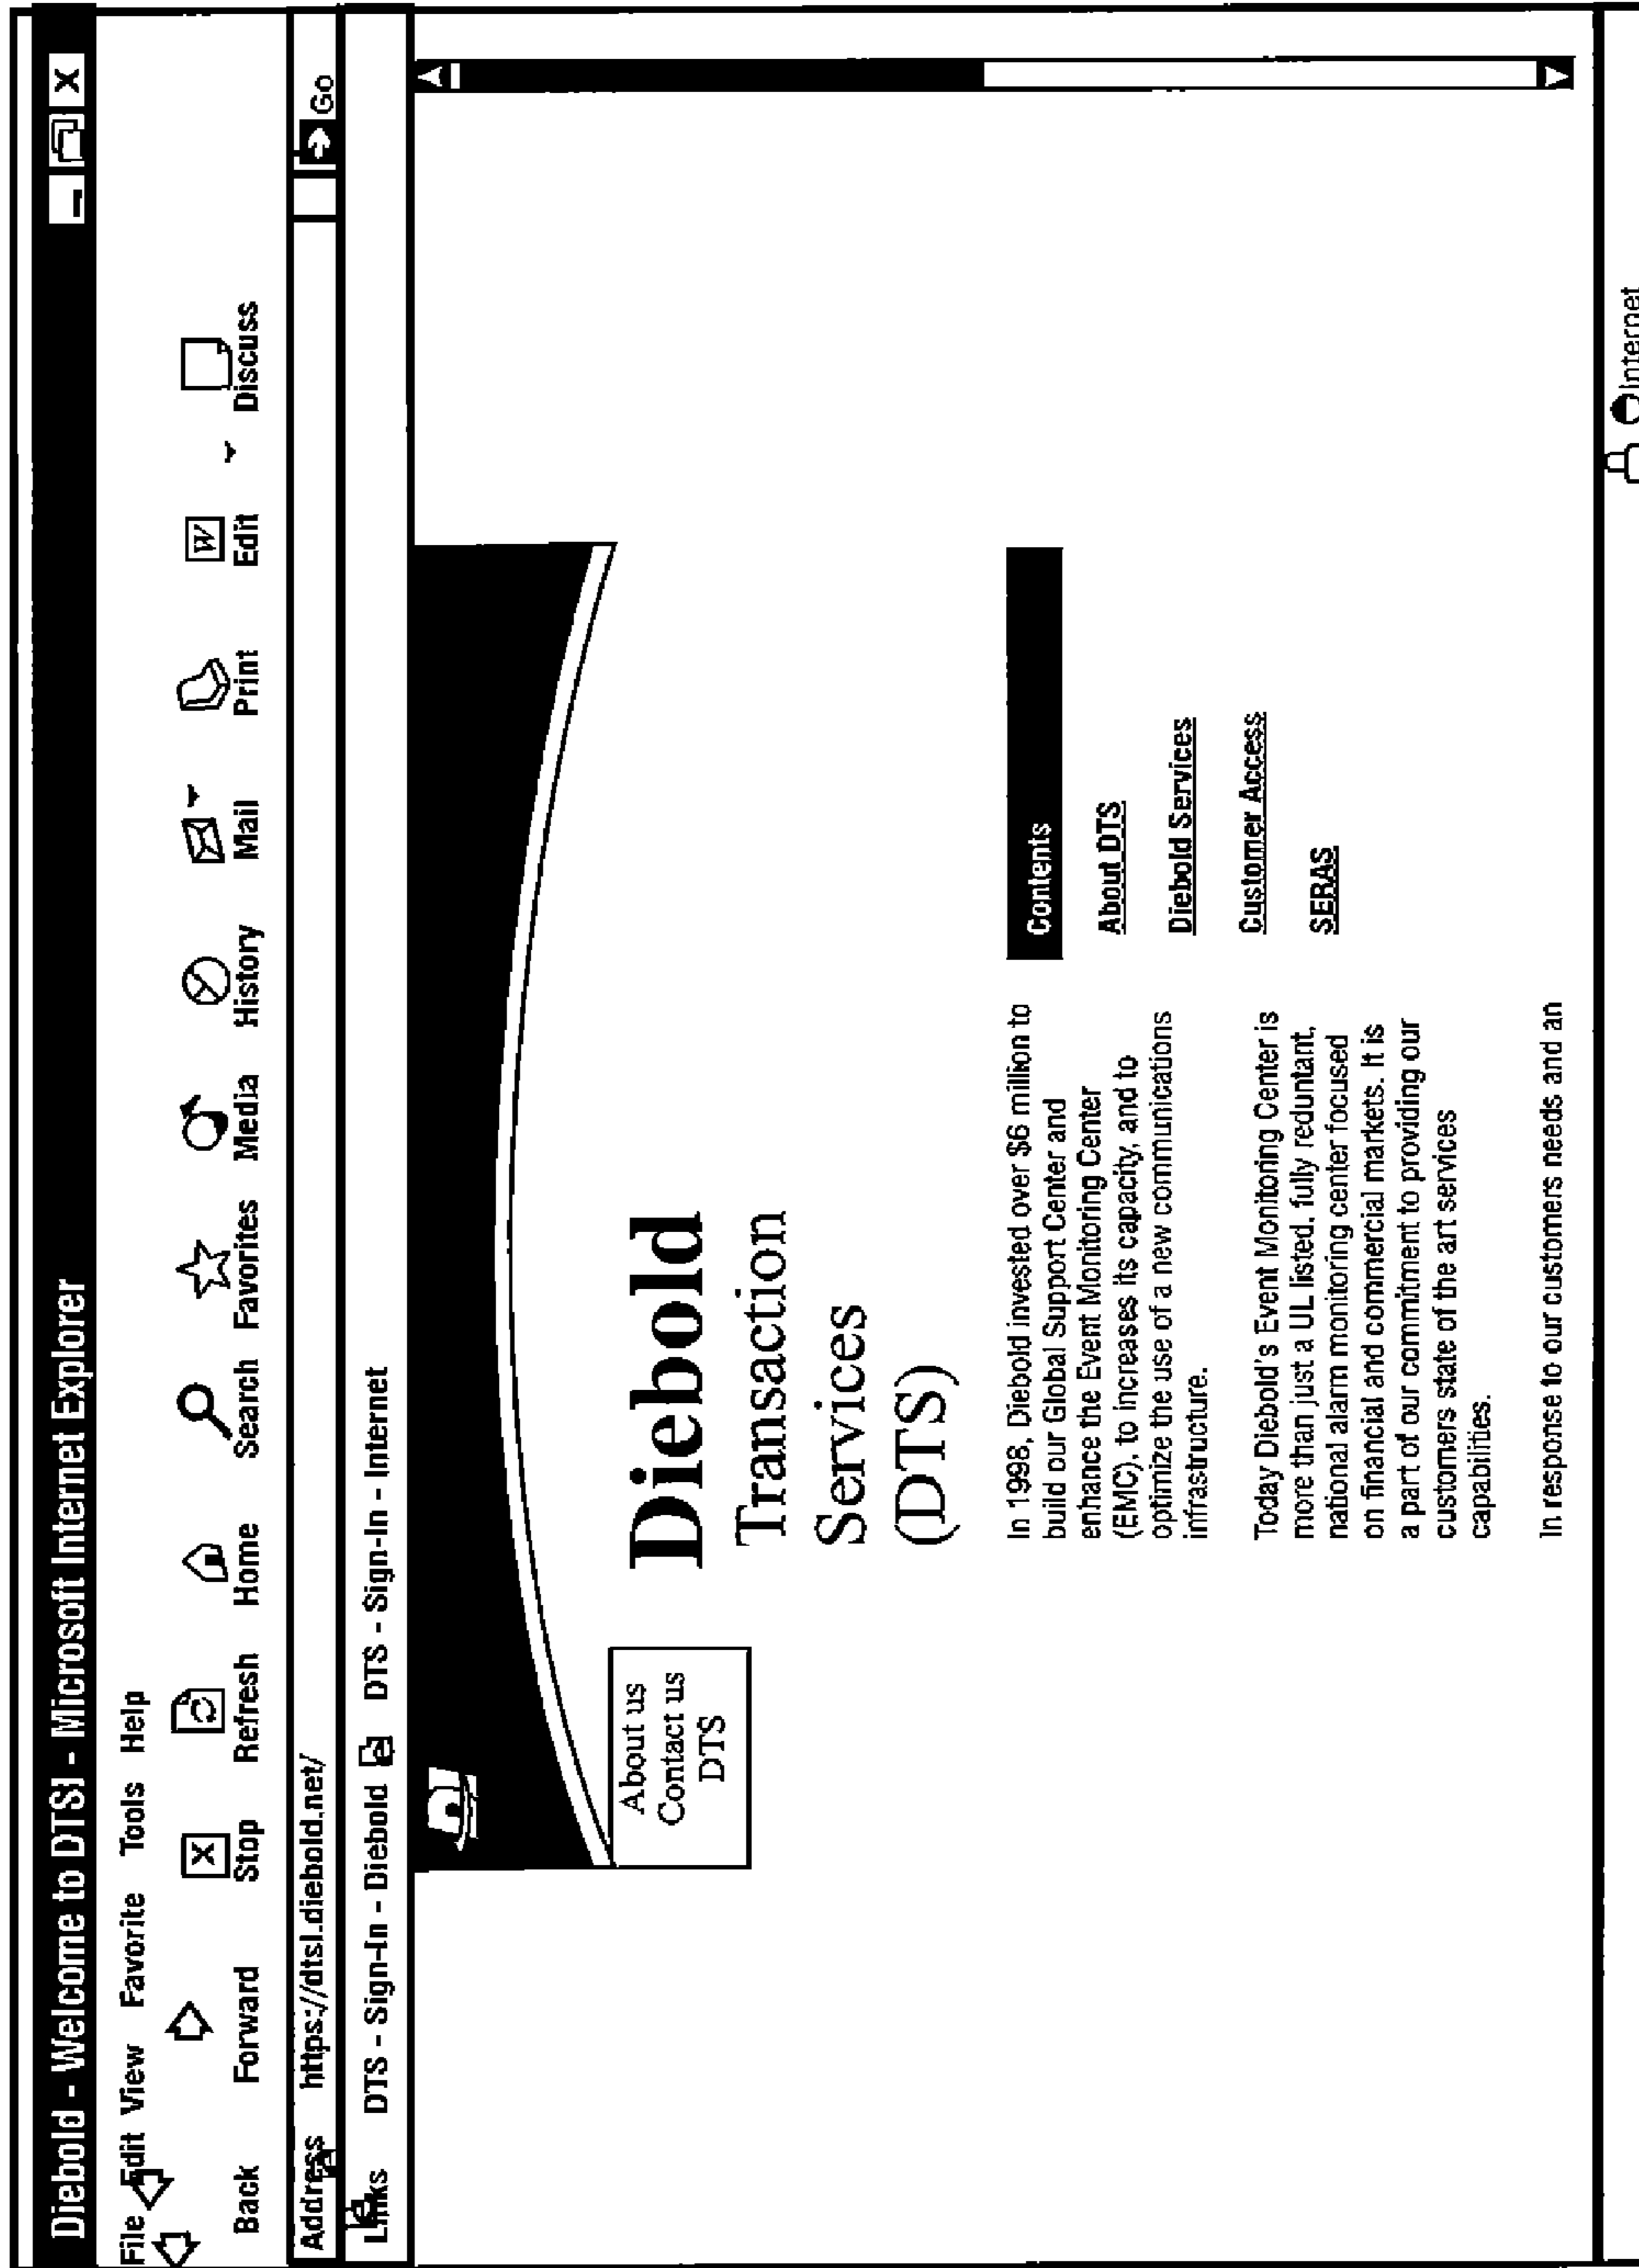 Diebold - Welcome to DTSI - Microsoft Internet Explorer
File Edit View Favorite Tools Help
Back Forward Stop Refresh Home Search Favorites Media History Mail Print Edit Discuss
Address https://dtsl.diebold.net/ Go
Links DTS - Sign-In - Diebold DTS - Sign-In - Internet
About us
Contact us
DTS
Diebold
Transaction
Services
(DTS)
In 1998, Diebold invested over $6 million to
build our Global Support Center and
enhance the Event Monitoring Center
(EMC), to increases its capacity, and to
optimize the use of a new communications
infrastructure.
Today Diebold's Event Monitoring Center is
more than just a UL listed, fully reduntant,
national alarm monitoring center focused
on financial and commercial markets. It is
a part of our commitment to providing our
customers state of the art services
capabilities.
In response to our customers needs and an
Contents
About DTS
Diebold Services
Customer Access
SERAS
Internet